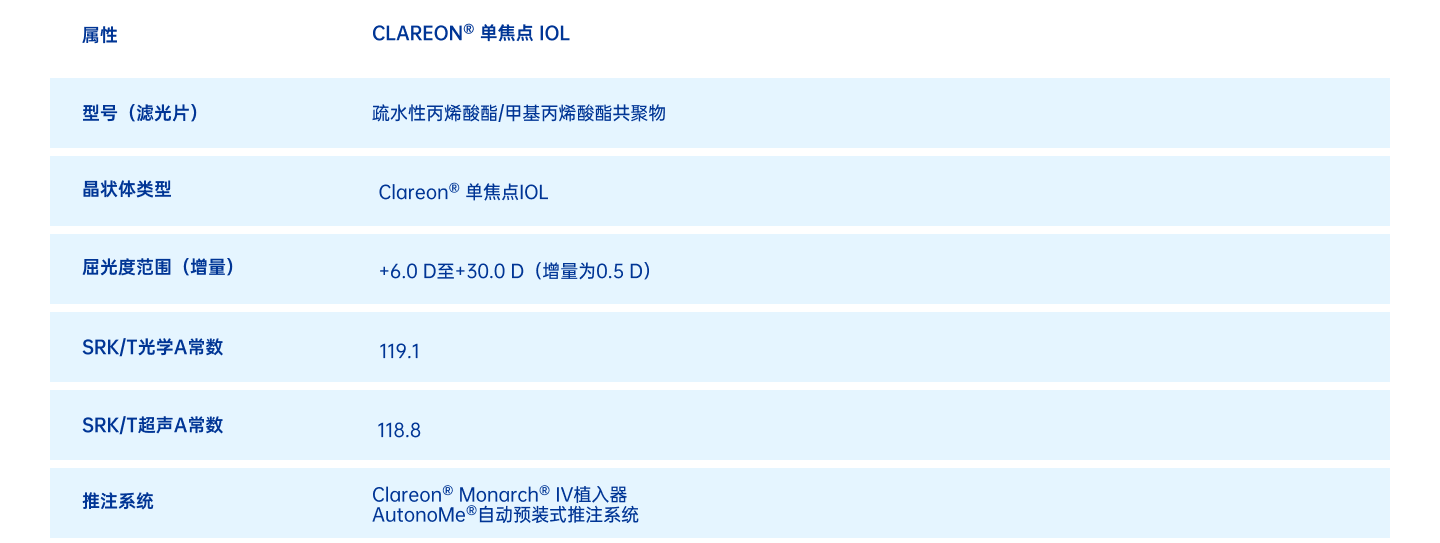 属性 CLAREON® 单焦点 IOL
型号（滤光片） 疏水性丙烯酸酯/甲基丙烯酸酯共聚物
晶状体类型 Clareon® 单焦点IOL
屈光度范围（增量） +6.0 D至+30.0 D（增量为0.5 D）
SRK/T光学A常数 119.1
SRK/T超声A常数 118.8
推注系统 Clareon® Monarch® IV植入器
AutonoMe®自动预装式推注系统